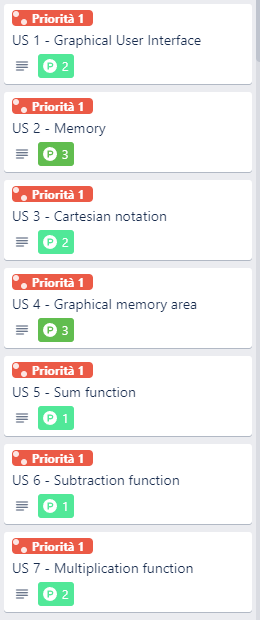 Priorità 1
US 1 - Graphical User Interface
P 2
Priorità 1
US 2 - Memory
P 3
Priorità 1
US 3 - Cartesian notation
P 2
Priorità 1
US 4 - Graphical memory area
P 3
Priorità 1
US 5 - Sum function
P 1
Priorità 1
US 6 - Subtraction function
P 1
Priorità 1
US 7 - Multiplication function
P 2